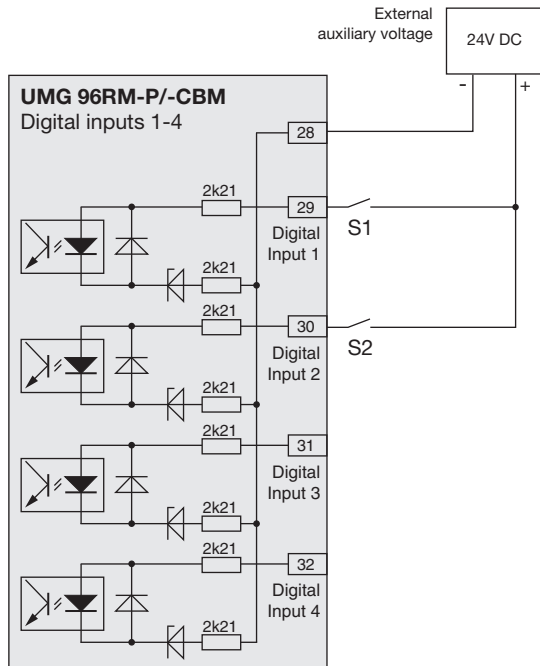 External
auxiliary voltage
24V DC
- +
UMG 96RM-P/-CBM
Digital inputs 1-4
28
2k21
29
S1
Digital
Input 1
2k21
2k21
30
S2
Digital
Input 2
2k21
2k21
31
Digital
Input 3
2k21
2k21
32
Digital
Input 4
2k21